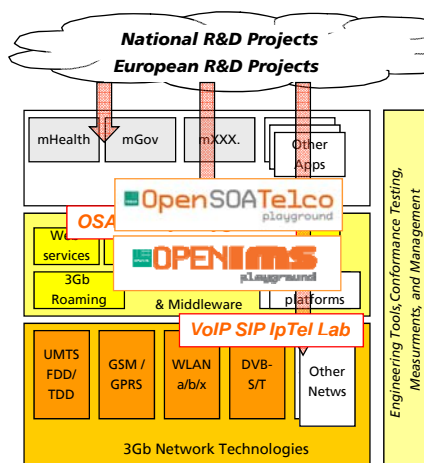 National R&D Projects
European R&D Projects
mHealth
mGov
mXXX.
Other
Apps
OpenSOATelco
playground
OSA
Web
services
OPENIMS
playground
3Gb
Roaming
platforms
& Middleware
VoIP SIP IpTel Lab
UMTS
FDD/
TDD
GSM /
GPRS
WLAN
a/b/x
DVB-
S/T
Other
Netws
3Gb Network Technologies
Engineering Tools,Conformance Testing,
Measurments, and Management